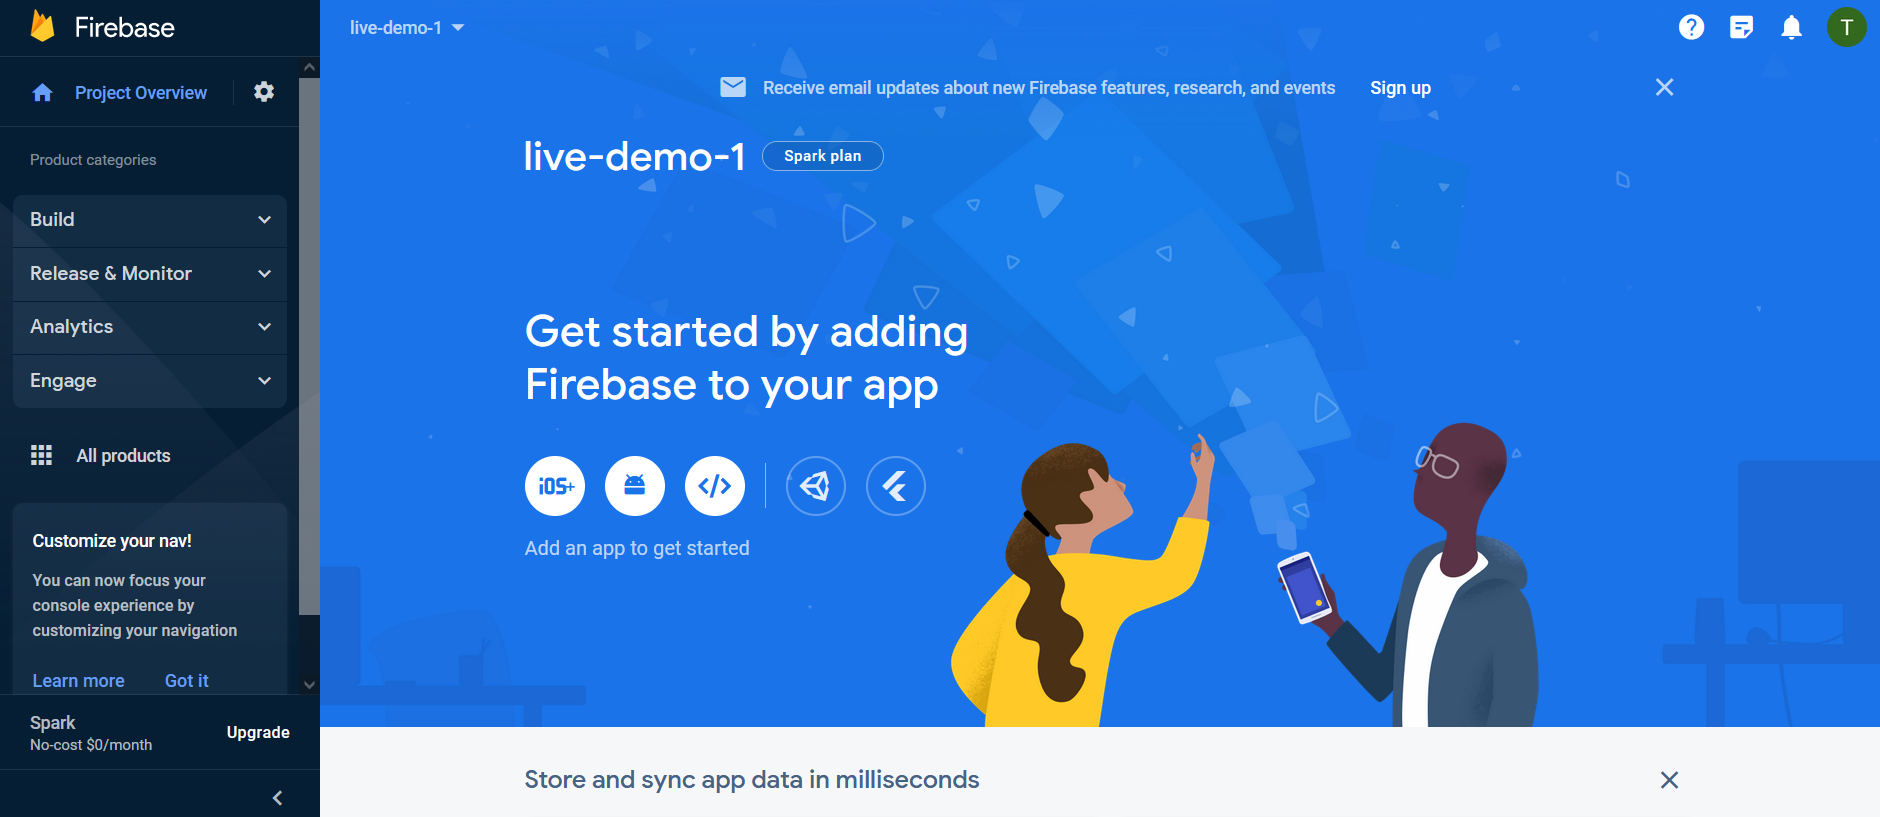 Firebase
live-demo-1
T
Project Overview
Receive email updates about new Firebase features, research, and events
Sign up
live-demo-1
Spark plan
Product categories
Build
Release & Monitor
Analytics
Engage
All products
Get started by adding
Firebase to your app
iOS+
Add an app to get started
Customize your nav!
You can now focus your
console experience by
customizing your navigation
Learn more
Got it
Spark
No-cost $0/month
Upgrade
Store and sync app data in milliseconds